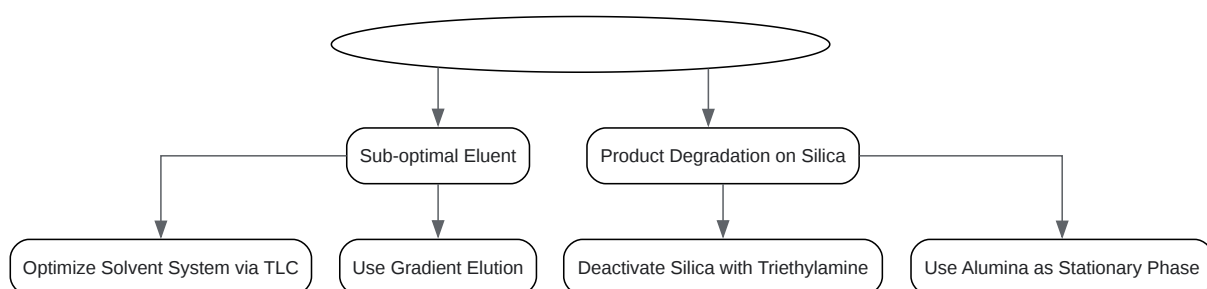 Sub-optimal Eluent
Product Degradation on Silica
Optimize Solvent System via TLC
Use Gradient Elution
Deactivate Silica with Triethylamine
Use Alumina as Stationary Phase